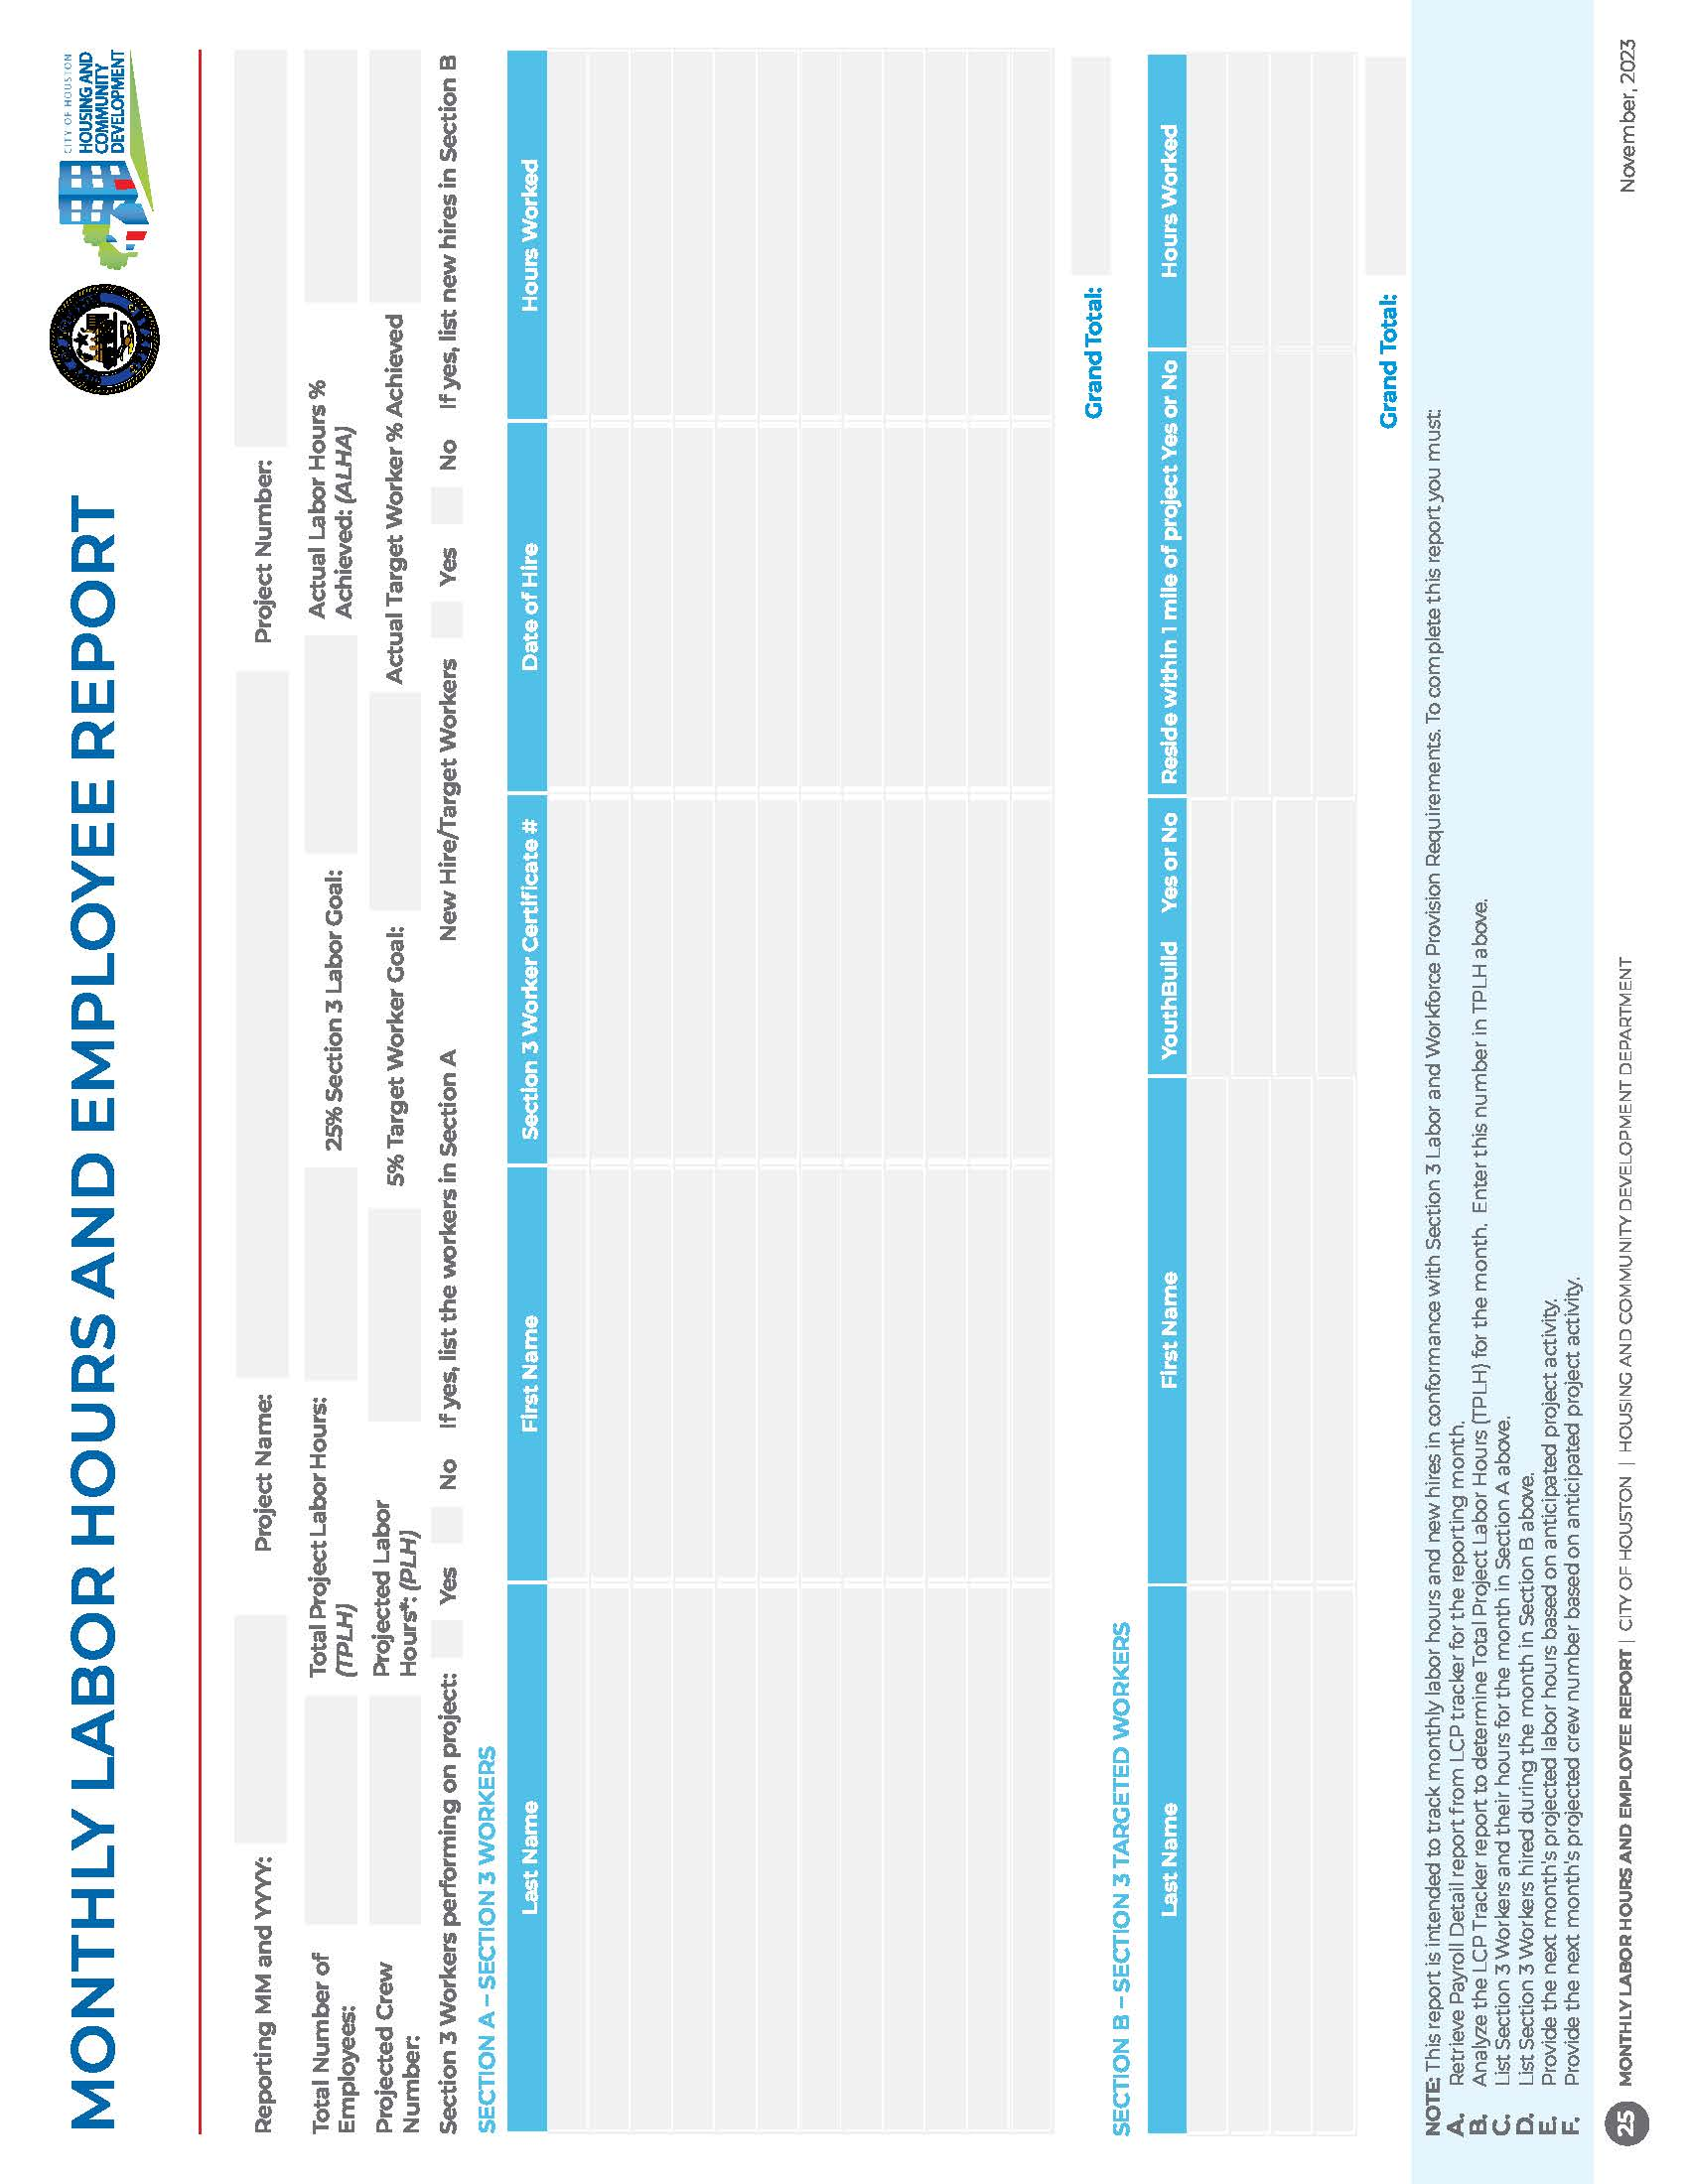 MONTHLY LABOR HOURS AND EMPLOYEE REPORT
CITY OF HOUSTON
HOUSING AND
COMMUNITY
DEVELOPMENT
Reporting MM and YYYY: Project Name: Project Number:
Total Number of Employees: Total Project Labor Hours: (TPLH) 25% Section 3 Labor Goal: Actual Labor Hours % Achieved: (ALHA)
Projected Crew Number: Projected Labor Hours*: (PLH) 5% Target Worker Goal: Actual Target Worker % Achieved
Section 3 Workers performing on project: Yes No If yes, list the workers in Section A New Hire/Target Workers Yes No If yes, list new hires in Section B
SECTION A – SECTION 3 WORKERS
Last Name First Name Section 3 Worker Certificate # Date of Hire Hours Worked
Grand Total:
SECTION B – SECTION 3 TARGETED WORKERS
Last Name First Name YouthBuild Yes or No Reside within 1 mile of project Yes or No Hours Worked
Grand Total:
NOTE: This report is intended to track monthly labor hours and new hires in conformance with Section 3 Labor and Workforce Provision Requirements. To complete this report you must:
A. Retrieve Payroll Detail report from LCP tracker for the reporting month.
B. Analyze the LCP Tracker report to determine Total Project Labor Hours (TPLH) for the month. Enter this number in TPLH above.
C. List Section 3 Workers and their hours for the month in Section A above.
D. List Section 3 Workers hired during the month in Section B above.
E. Provide the next month's projected labor hours based on anticipated project activity.
F. Provide the next month's projected crew number based on anticipated project activity.
25 MONTHLY LABOR HOURS AND EMPLOYEE REPORT | CITY OF HOUSTON | HOUSING AND COMMUNITY DEVELOPMENT DEPARTMENT November, 2023